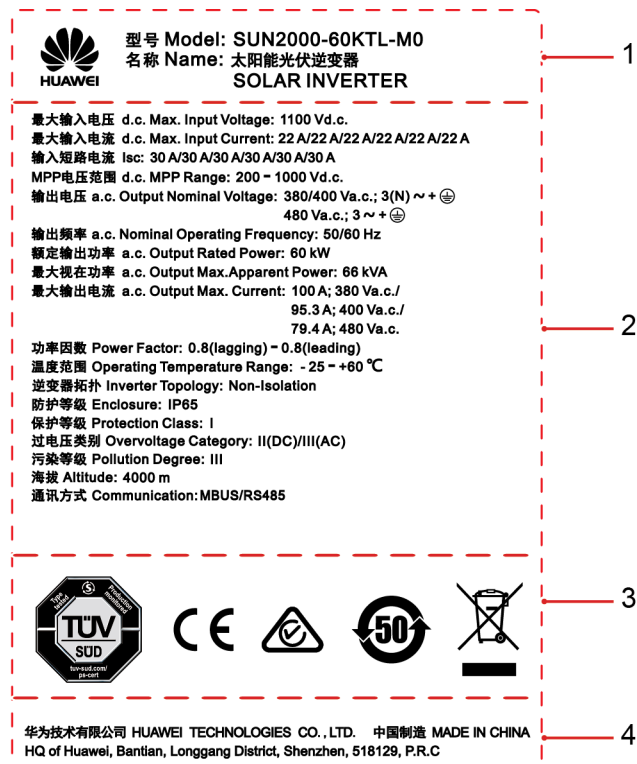 HUAWEI
型号 Model: SUN2000-60KTL-M0
名称 Name: 太阳能光伏逆变器
SOLAR INVERTER
1
最大输入电压 d.c. Max. Input Voltage: 1100 Vd.c.
最大输入电流 d.c. Max. Input Current: 22 A/22 A/22 A/22 A/22 A/22 A
输入短路电流 Isc: 30 A/30 A/30 A/30 A/30 A/30 A
MPP电压范围 d.c. MPP Range: 200 - 1000 Vd.c.
输出电压 a.c. Output Nominal Voltage: 380/400 Va.c.; 3(N) ~ + ⏚
480 Va.c.; 3 ~ + ⏚
输出频率 a.c. Nominal Operating Frequency: 50/60 Hz
额定输出功率 a.c. Output Rated Power: 60 kW
最大视在功率 a.c. Output Max.Apparent Power: 66 kVA
最大输出电流 a.c. Output Max. Current: 100 A; 380 Va.c./
95.3 A; 400 Va.c./
79.4 A; 480 Va.c.
2
功率因数 Power Factor: 0.8(lagging) - 0.8(leading)
温度范围 Operating Temperature Range: - 25 - +60 ℃
逆变器拓扑 Inverter Topology: Non-Isolation
防护等级 Enclosure: IP65
保护等级 Protection Class: I
过电压类别 Overvoltage Category: II(DC)/III(AC)
污染等级 Pollution Degree: III
海拔 Altitude: 4000 m
通讯方式 Communication: MBUS/RS485
Type tested
S
Production monitored
TÜV
SÜD
tuv-sud.com/
ps-cert
CE
50
3
华为技术有限公司 HUAWEI TECHNOLOGIES CO., LTD. 中国制造 MADE IN CHINA
HQ of Huawei, Bantian, Longgang District, Shenzhen, 518129, P.R.C
4